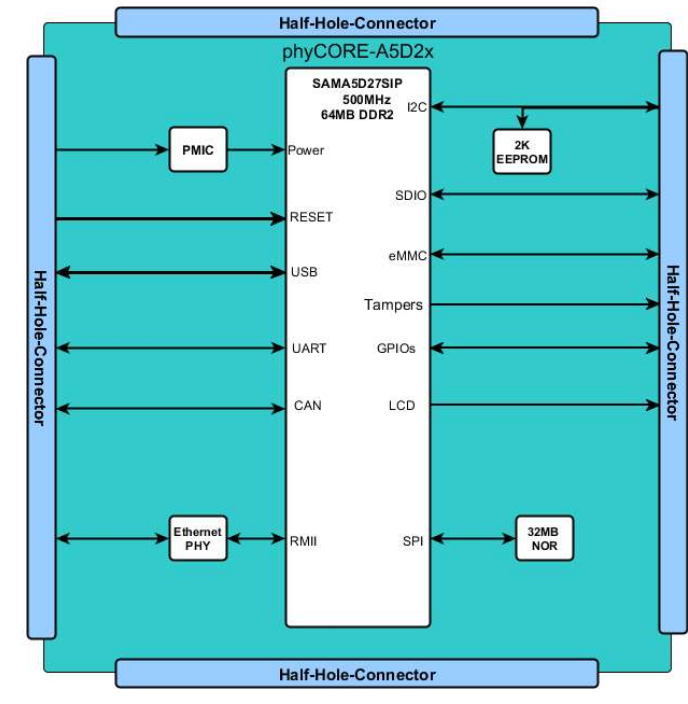 Half-Hole-Connector
phyCORE-A5D2x
SAMA5D27SIP
500MHz
64MB DDR2
I2C
2K
EEPROM
PMIC
Power
SDIO
RESET
eMMC
USB
Tampers
UART
GPIOs
CAN
LCD
Ethernet
PHY
RMII
SPI
32MB
NOR
Half-Hole-Connector
Half-Hole-Connector
Half-Hole-Connector